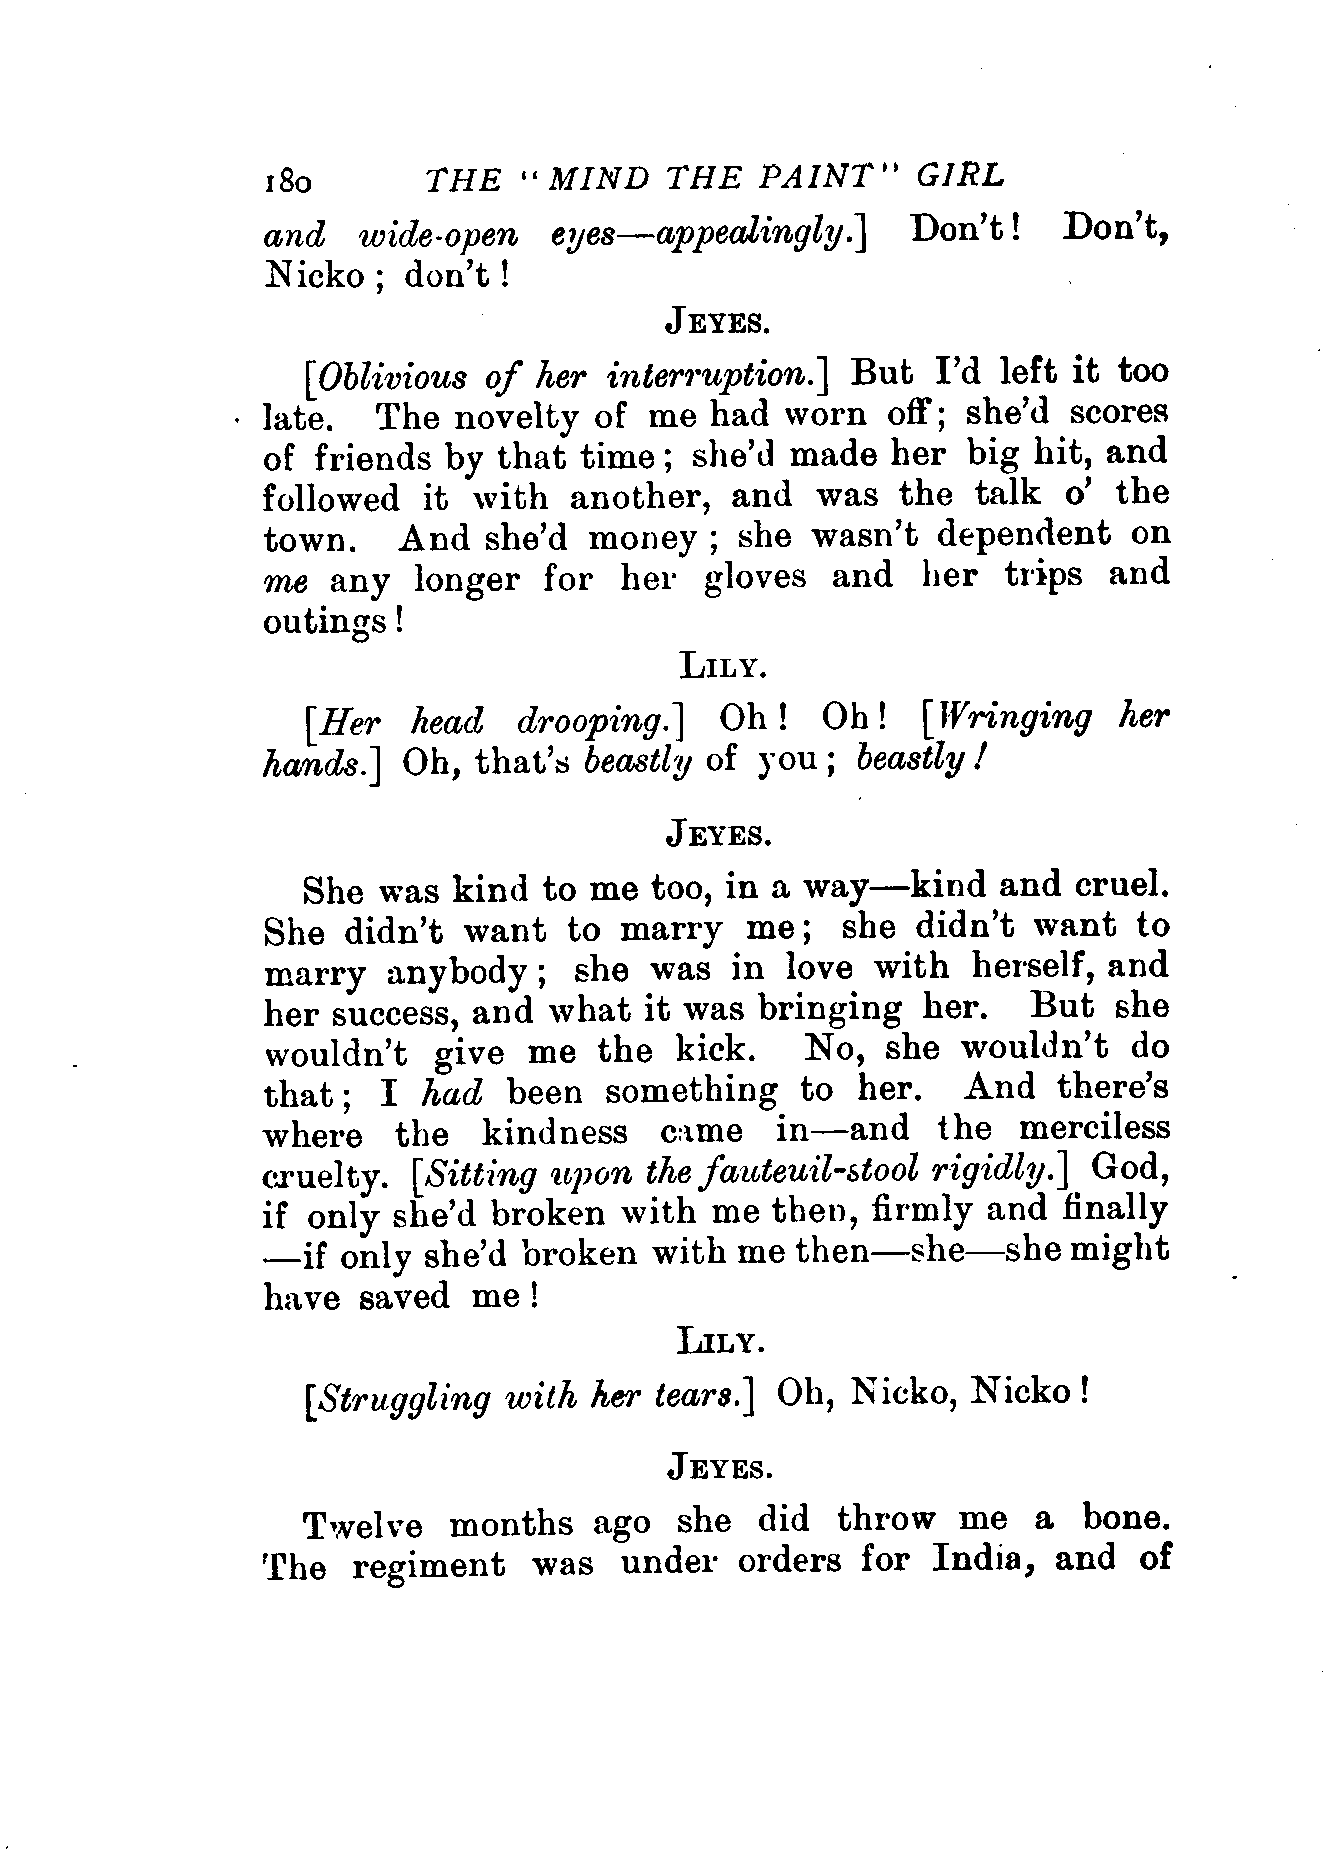 180 THE "MIND THE PAINT" GIRL
and wide-open eyes—appealingly.] Don't! Don't,
Nicko; don't!
JEYES.
[Oblivious of her interruption.] But I'd left it too
late. The novelty of me had worn off; she'd scores
of friends by that time; she'd made her big hit, and
followed it with another, and was the talk o' the
town. And she'd money; she wasn't dependent on
me any longer for her gloves and her trips and
outings!
LILY.
[Her head drooping.] Oh! Oh! [Wringing her
hands.] Oh, that's beastly of you; beastly!
JEYES.
She was kind to me too, in a way—kind and cruel.
She didn't want to marry me; she didn't want to
marry anybody; she was in love with herself, and
her success, and what it was bringing her. But she
wouldn't give me the kick. No, she wouldn't do
that; I had been something to her. And there's
where the kindness came in—and the merciless
cruelty. [Sitting upon the fauteuil-stool rigidly.] God,
if only she'd broken with me then, firmly and finally
—if only she'd broken with me then—she—she might
have saved me!
LILY.
[Struggling with her tears.] Oh, Nicko, Nicko!
JEYES.
Twelve months ago she did throw me a bone.
The regiment was under orders for India, and of